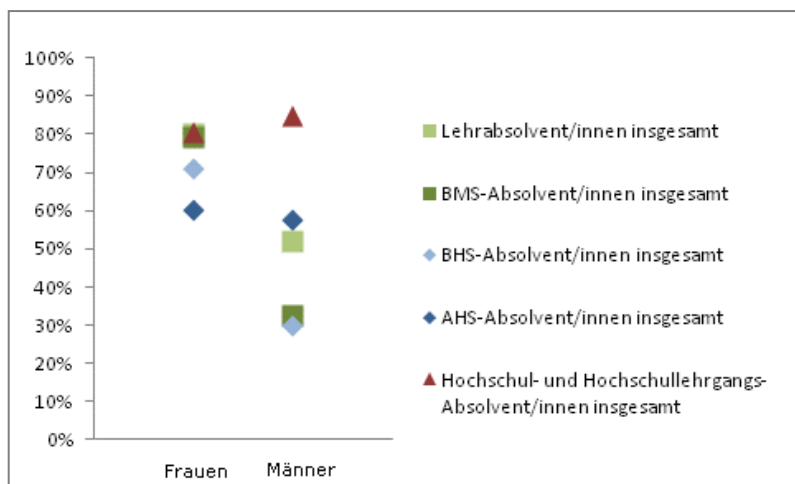 100%
90%
80%
70%
60%
50%
40%
30%
20%
10%
0%
Frauen Männer
Lehrabsolvent/innen insgesamt
BMS-Absolvent/innen insgesamt
BHS-Absolvent/innen insgesamt
AHS-Absolvent/innen insgesamt
Hochschul- und Hochschullehrgangs-
Absolvent/innen insgesamt